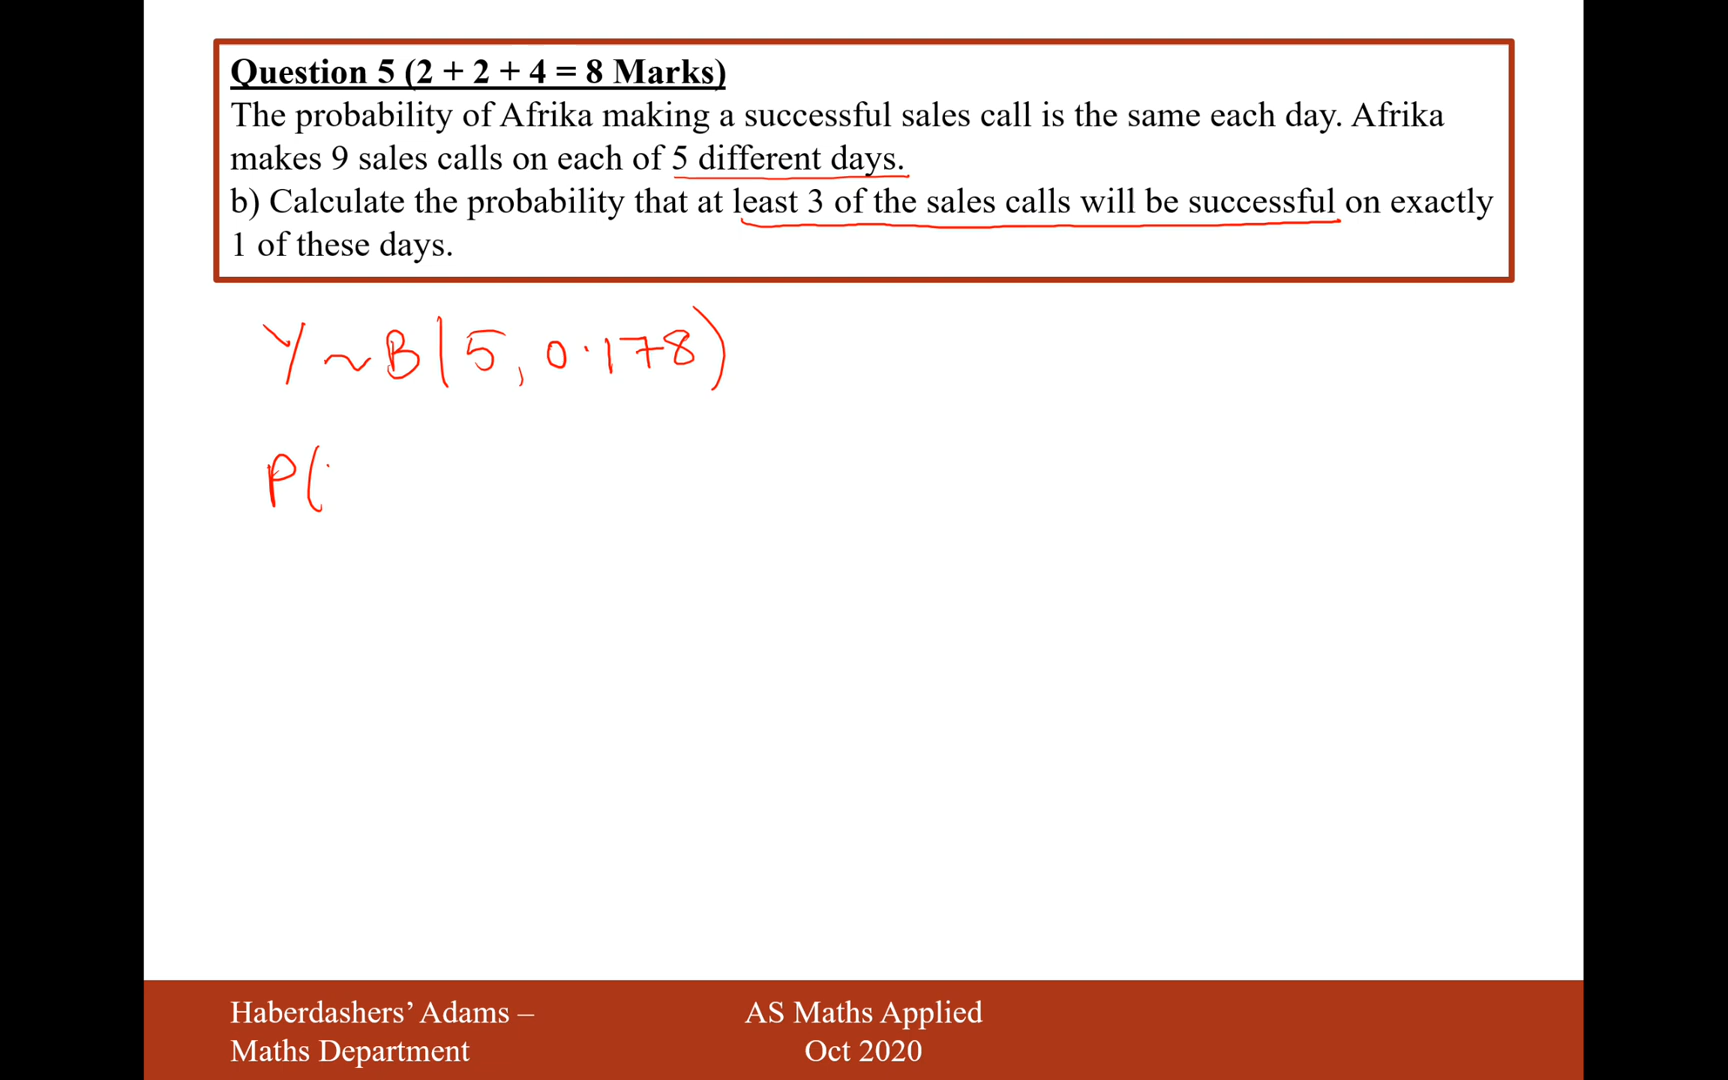 Question 5 (2 + 2 + 4 = 8 Marks)
The probability of Afrika making a successful sales call is the same each day. Afrika
makes 9 sales calls on each of 5 different days.
b) Calculate the probability that at least 3 of the sales calls will be successful on exactly
1 of these days.
Y ~ B(5, 0.178)
P(
Haberdashers’ Adams –
Maths Department
AS Maths Applied
Oct 2020